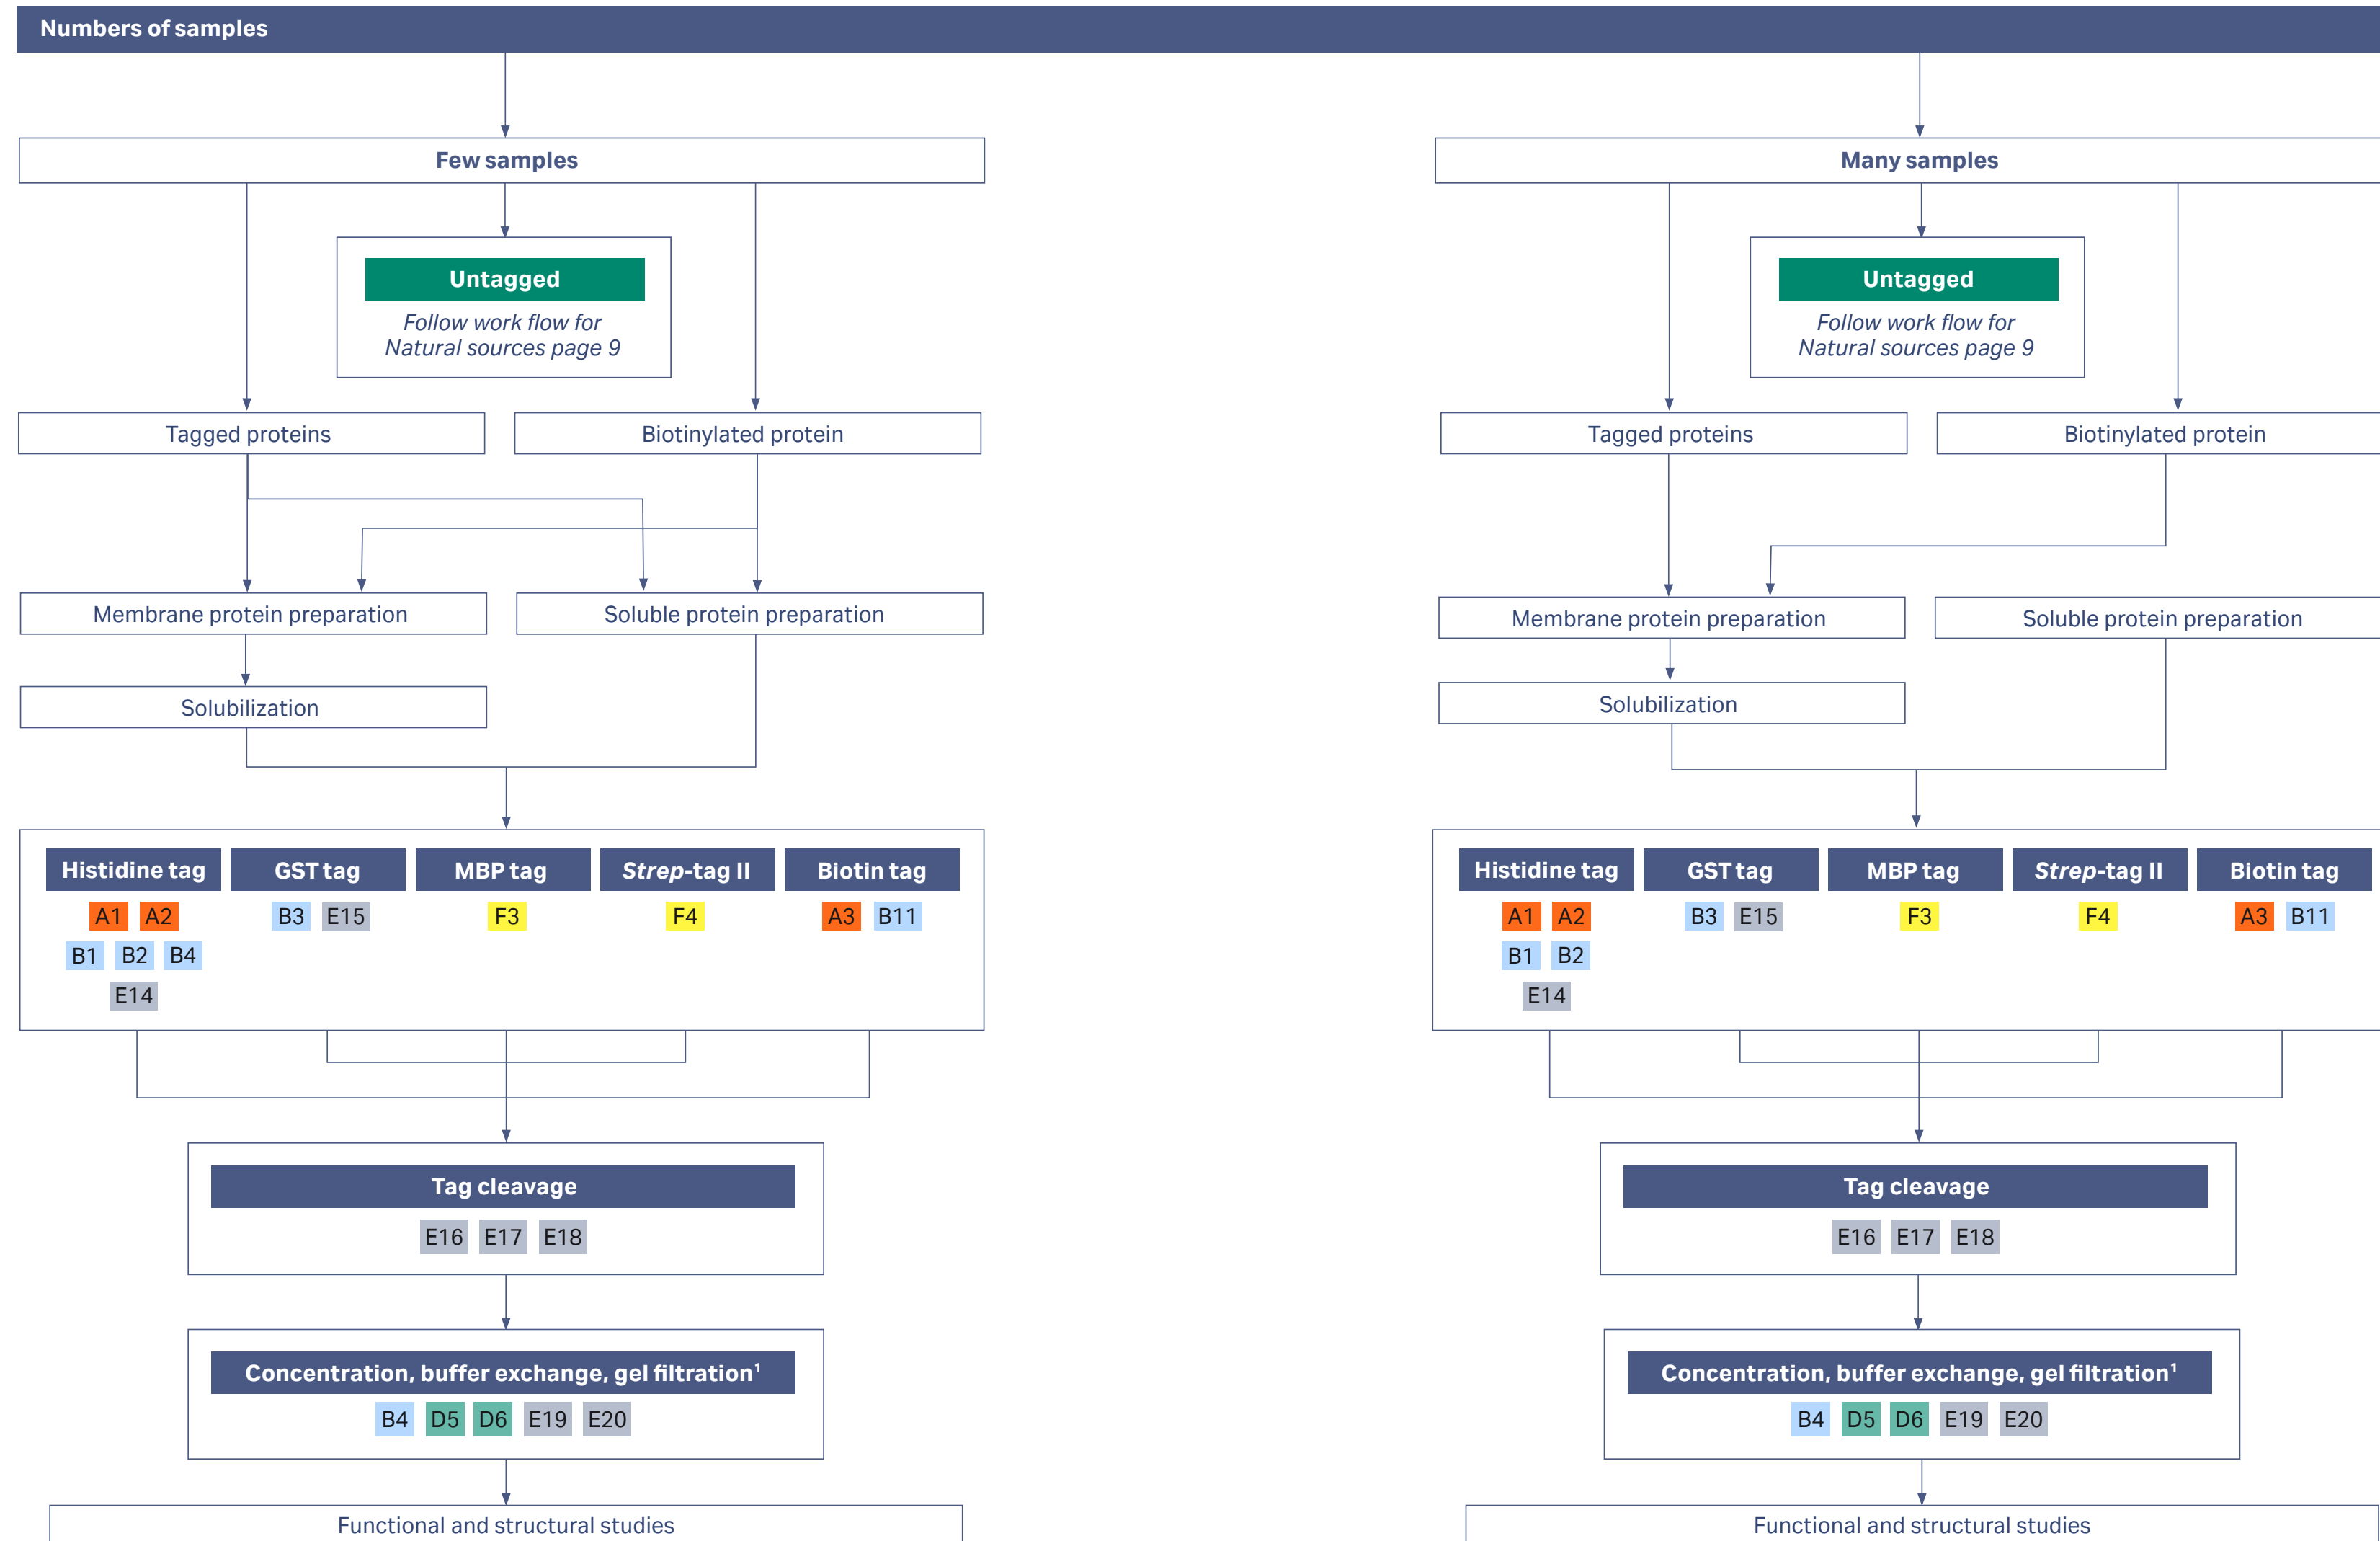 Numbers of samples
Few samples
Untagged
Follow work flow for
Natural sources page 9
Tagged proteins
Biotinylated protein
Membrane protein preparation
Soluble protein preparation
Solubilization
Histidine tag
A1 A2
B1 B2 B4
E14
GST tag
B3 E15
MBP tag
F3
Strep-tag II
F4
Biotin tag
A3 B11
Tag cleavage
E16 E17 E18
Concentration, buffer exchange, gel filtration¹
B4 D5 D6 E19 E20
Functional and structural studies
Many samples
Untagged
Follow work flow for
Natural sources page 9
Tagged proteins
Biotinylated protein
Membrane protein preparation
Soluble protein preparation
Solubilization
Histidine tag
A1 A2
B1 B2
E14
GST tag
B3 E15
MBP tag
F3
Strep-tag II
F4
Biotin tag
A3 B11
Tag cleavage
E16 E17 E18
Concentration, buffer exchange, gel filtration¹
B4 D5 D6 E19 E20
Functional and structural studies